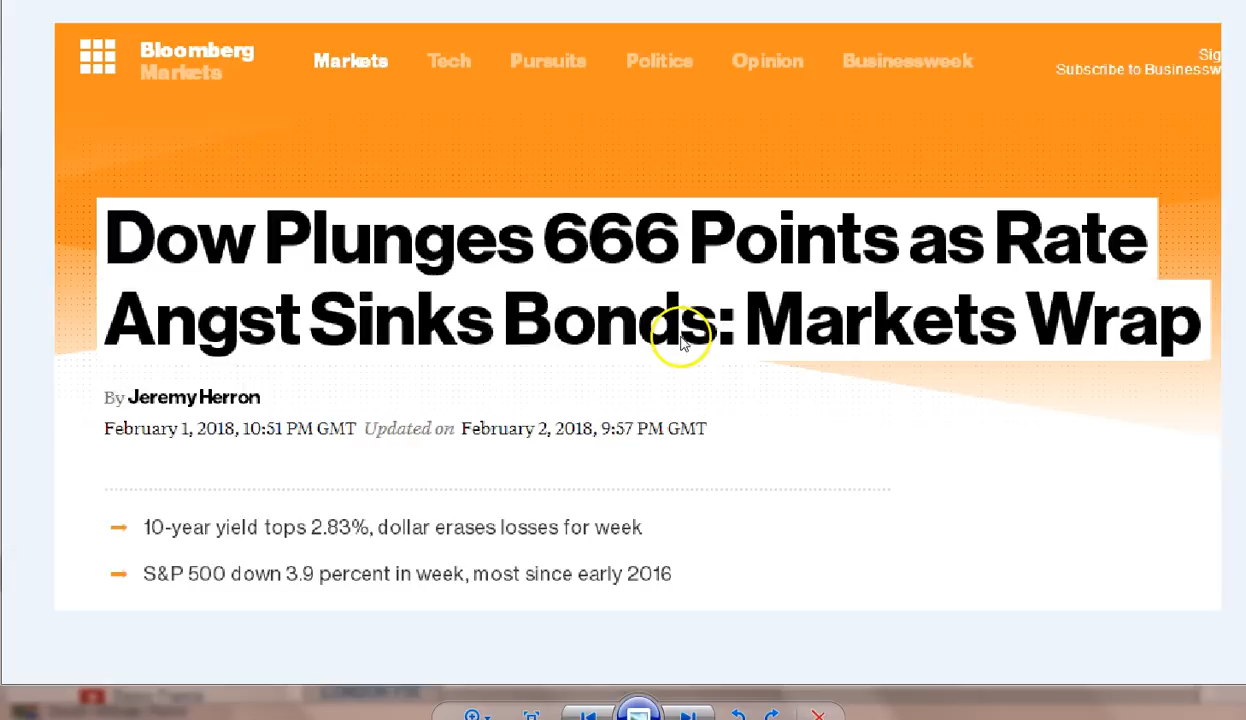 Bloomberg
Markets
Markets Tech Pursuits Politics Opinion Businessweek
Sig
Subscribe to Businessw
Dow Plunges 666 Points as Rate
Angst Sinks Bonds: Markets Wrap
By Jeremy Herron
February 1, 2018, 10:51 PM GMT Updated on February 2, 2018, 9:57 PM GMT
10-year yield tops 2.83%, dollar erases losses for week
S&P 500 down 3.9 percent in week, most since early 2016